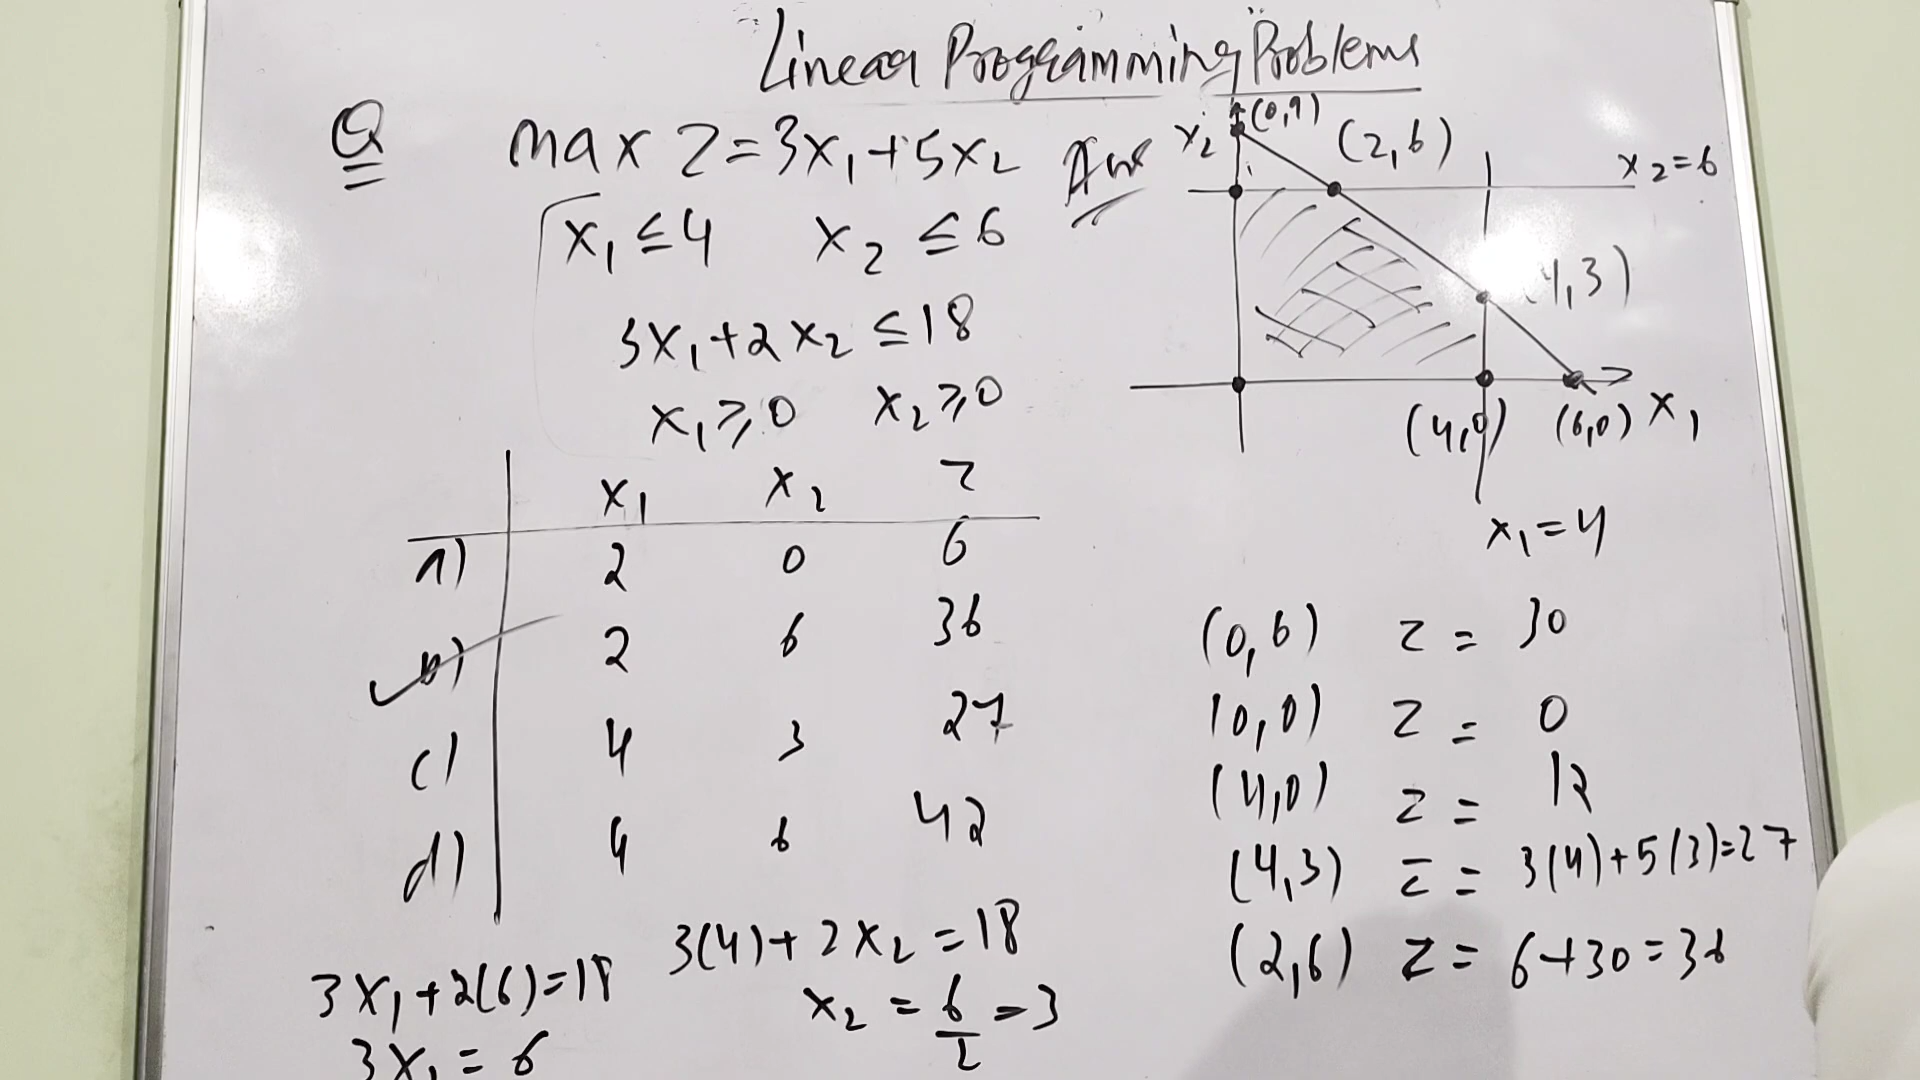 Linear Programming Problems
Q max Z=3x₁+5x₂
x₁ ≤4 x₂ ≤6
3x₁+2x₂ ≤18
x₁≥0 x₂≥0
x₁ x₂ Z
a) 2 0 6
b) 2 6 36
c) 4 3 27
d) 4 6 42
3x₁+2(6)=18
3x₁ = 6
3(4)+2x₂=18
x₂ = 6/2 = 3
Ans
x₂ (0,9)
(2,6)
x₂=6
4,3)
(4,0) (6,0) x₁
x₁=4
(0,6) Z = 30
(0,0) Z = 0
(4,0) Z = 12
(4,3) Z = 3(4)+5(3)=27
(2,6) Z = 6+30=36